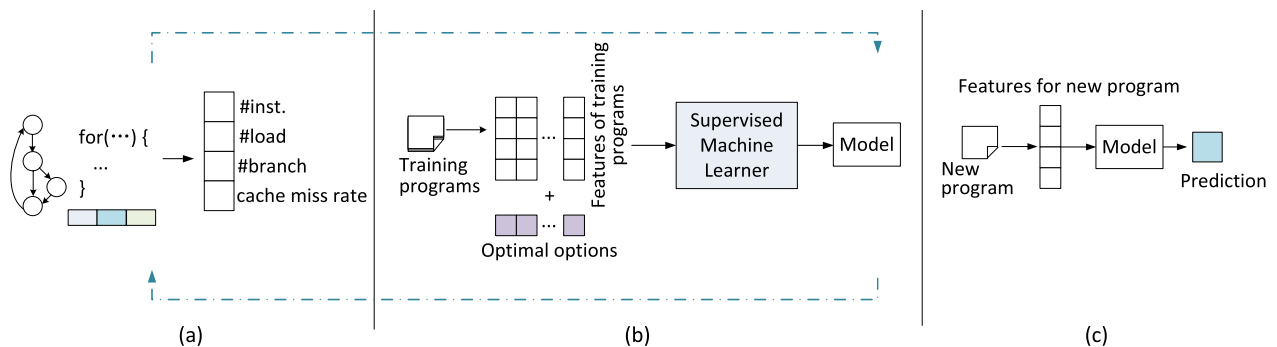 for(⋯) {
...
}
#inst.
#load
#branch
cache miss rate
(a)
Training
programs
...
Features of training
programs
+
...
Optimal options
Supervised
Machine
Learner
Model
(b)
Features for new program
New
program
Model
Prediction
(c)